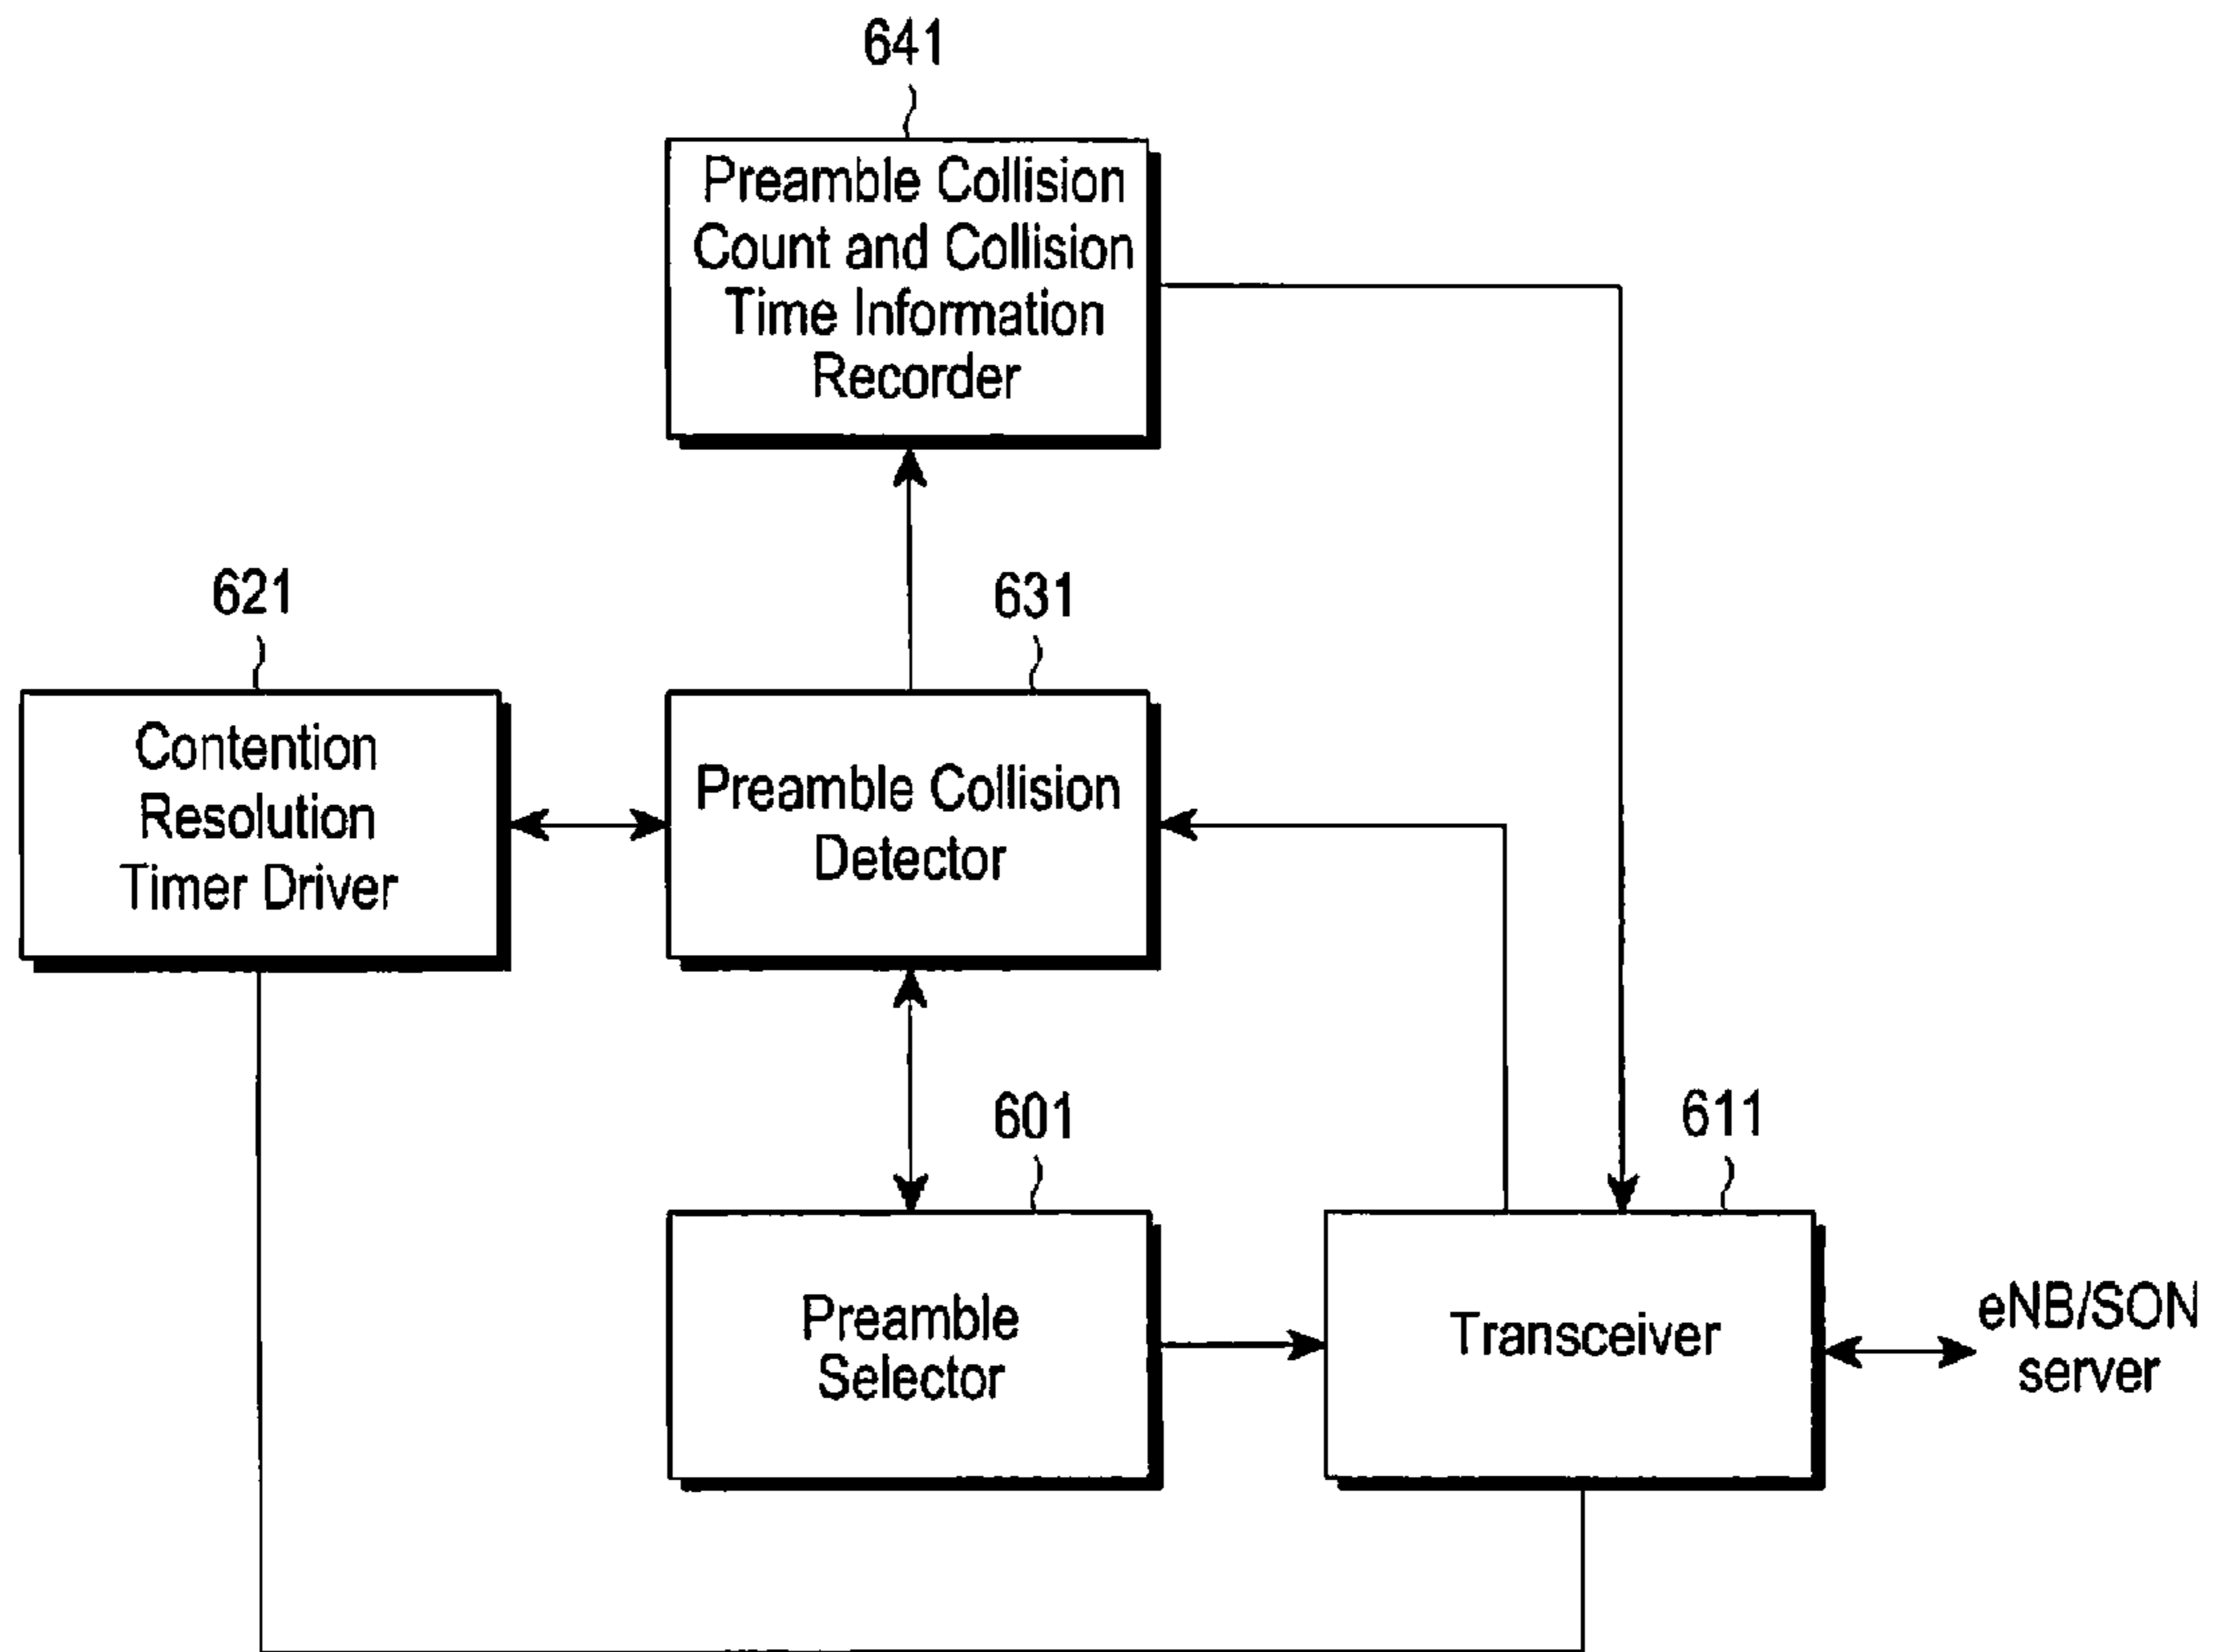 641
Preamble Collision
Count and Collision
Time Information
Recorder
621
631
Contention
Resolution
Timer Driver
Preamble Collision
Detector
601
611
Preamble
Selector
Transceiver
eNB/SON
server